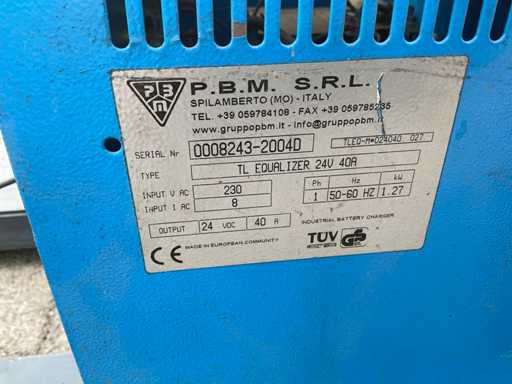 PBM
P.B.M. S.R.L.
SPILAMBERTO (MO) - ITALY
TEL. +39 059784108 - FAX +39 059785235
www.gruppopbm.it - info@gruppopbm.it
SERIAL Nr 0008243-2004D TLEQ-M*024040 027
TYPE TL EQUALIZER 24V 40A
Ph Hz kW
INPUT V AC 230 1 50-60 HZ 1.27
INPUT I AC 8
OUTPUT 24 VDC 40 A INDUSTRIAL BATTERY CHARGER
MADE IN EUROPEAN COMMUNITY TÜV GS